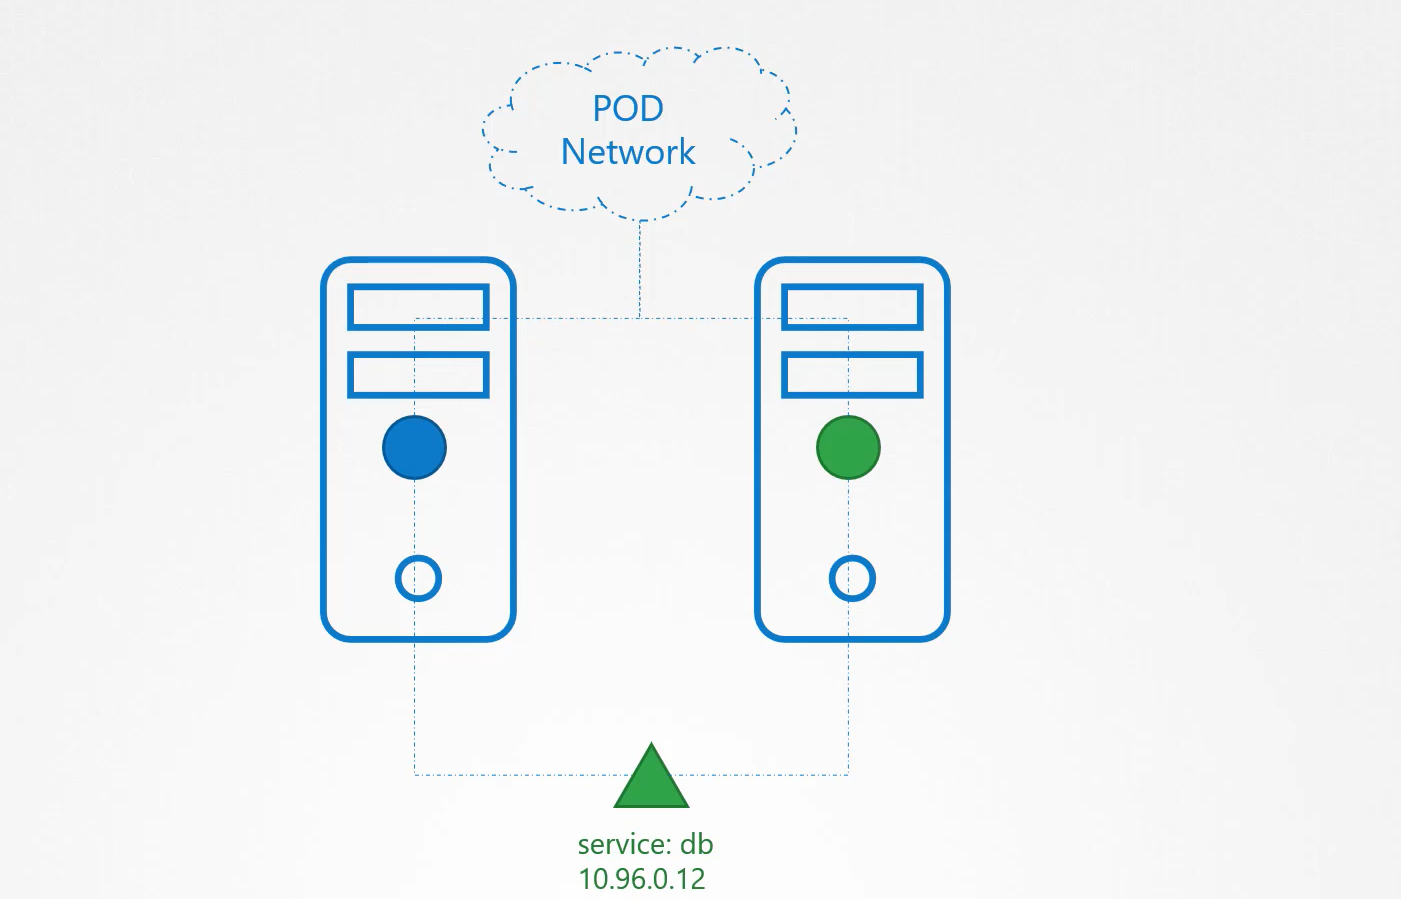 POD
Network
service: db
10.96.0.12